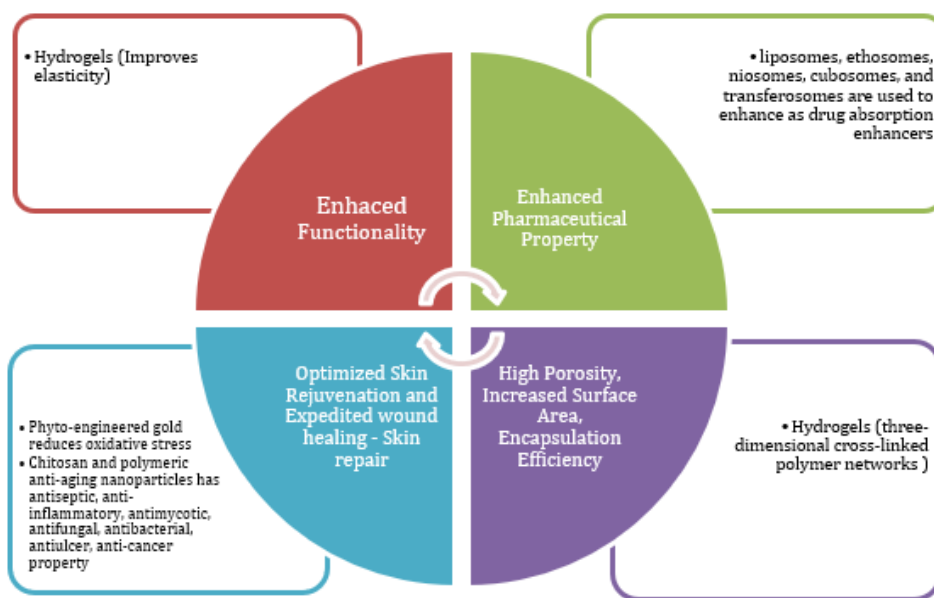 • Hydrogels (Improves
elasticity)
• liposomes, ethosomes,
niosomes, cubosomes, and
transferosomes are used to
enhance as drug absorption
enhancers
Enhaced
Functionality
Enhanced
Pharmaceutical
Property
Optimized Skin
Rejuvenation and
Expedited wound
healing - Skin
repair
High Porosity,
Increased Surface
Area,
Encapsulation
Efficiency
• Phyto-engineered gold
reduces oxidative stress
• Chitosan and polymeric
anti-aging nanoparticles has
antiseptic, anti-
inflammatory, antimycotic,
antifungal, antibacterial,
antiulcer, anti-cancer
property
• Hydrogels (three-
dimensional cross-linked
polymer networks )